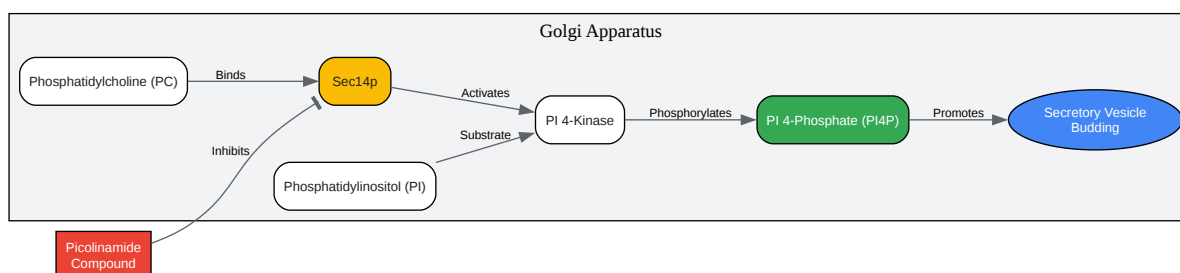 Golgi Apparatus
Phosphatidylcholine (PC)
Binds
Sec14p
Activates
PI 4-Kinase
Phosphorylates
PI 4-Phosphate (PI4P)
Promotes
Secretory Vesicle
Budding
Substrate
Inhibits
Phosphatidylinositol (PI)
Picolinamide
Compound